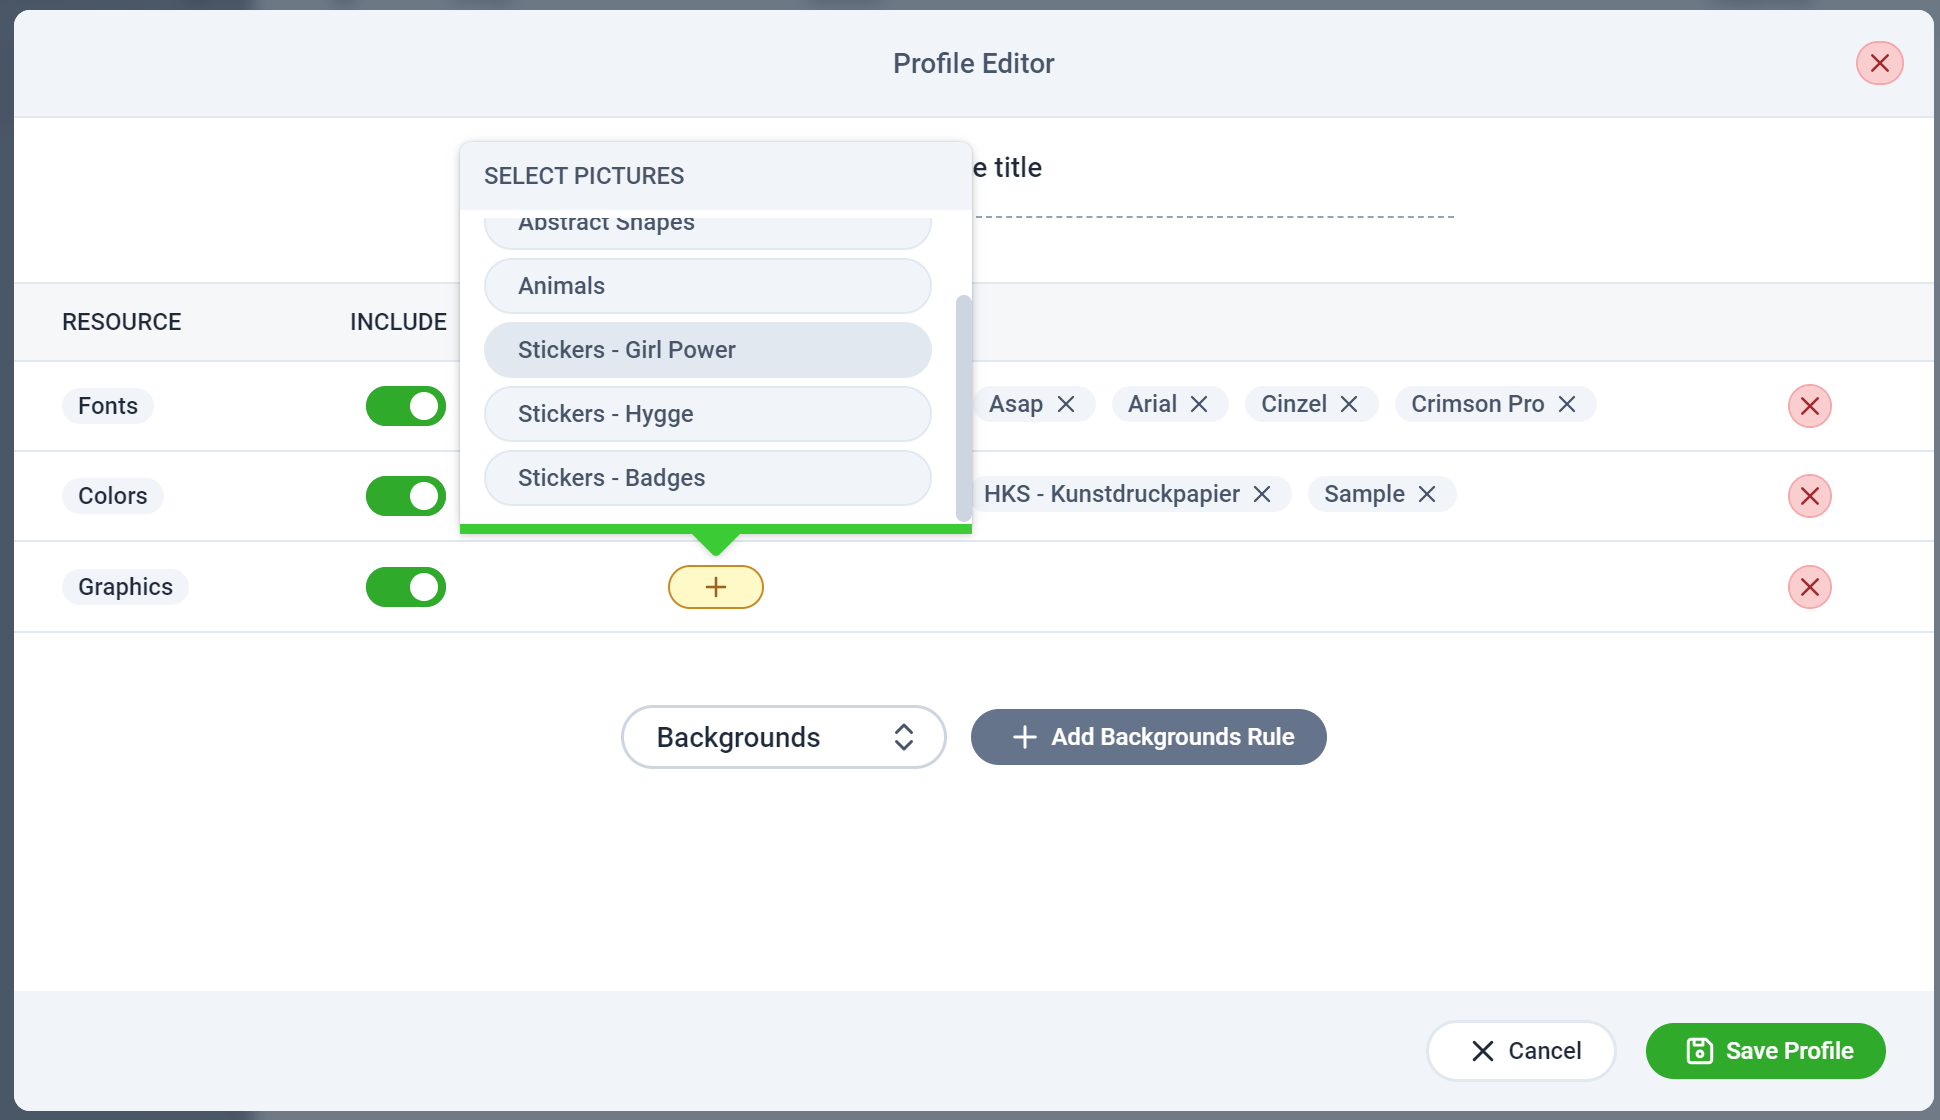 Profile Editor
SELECT PICTURES
e title
Abstract Shapes
Animals
RESOURCE
INCLUDE
Stickers - Girl Power
Fonts
Stickers - Hygge
Asap
Arial
Cinzel
Crimson Pro
Colors
Stickers - Badges
HKS - Kunstdruckpapier
Sample
Graphics
Backgrounds
Add Backgrounds Rule
Cancel
Save Profile